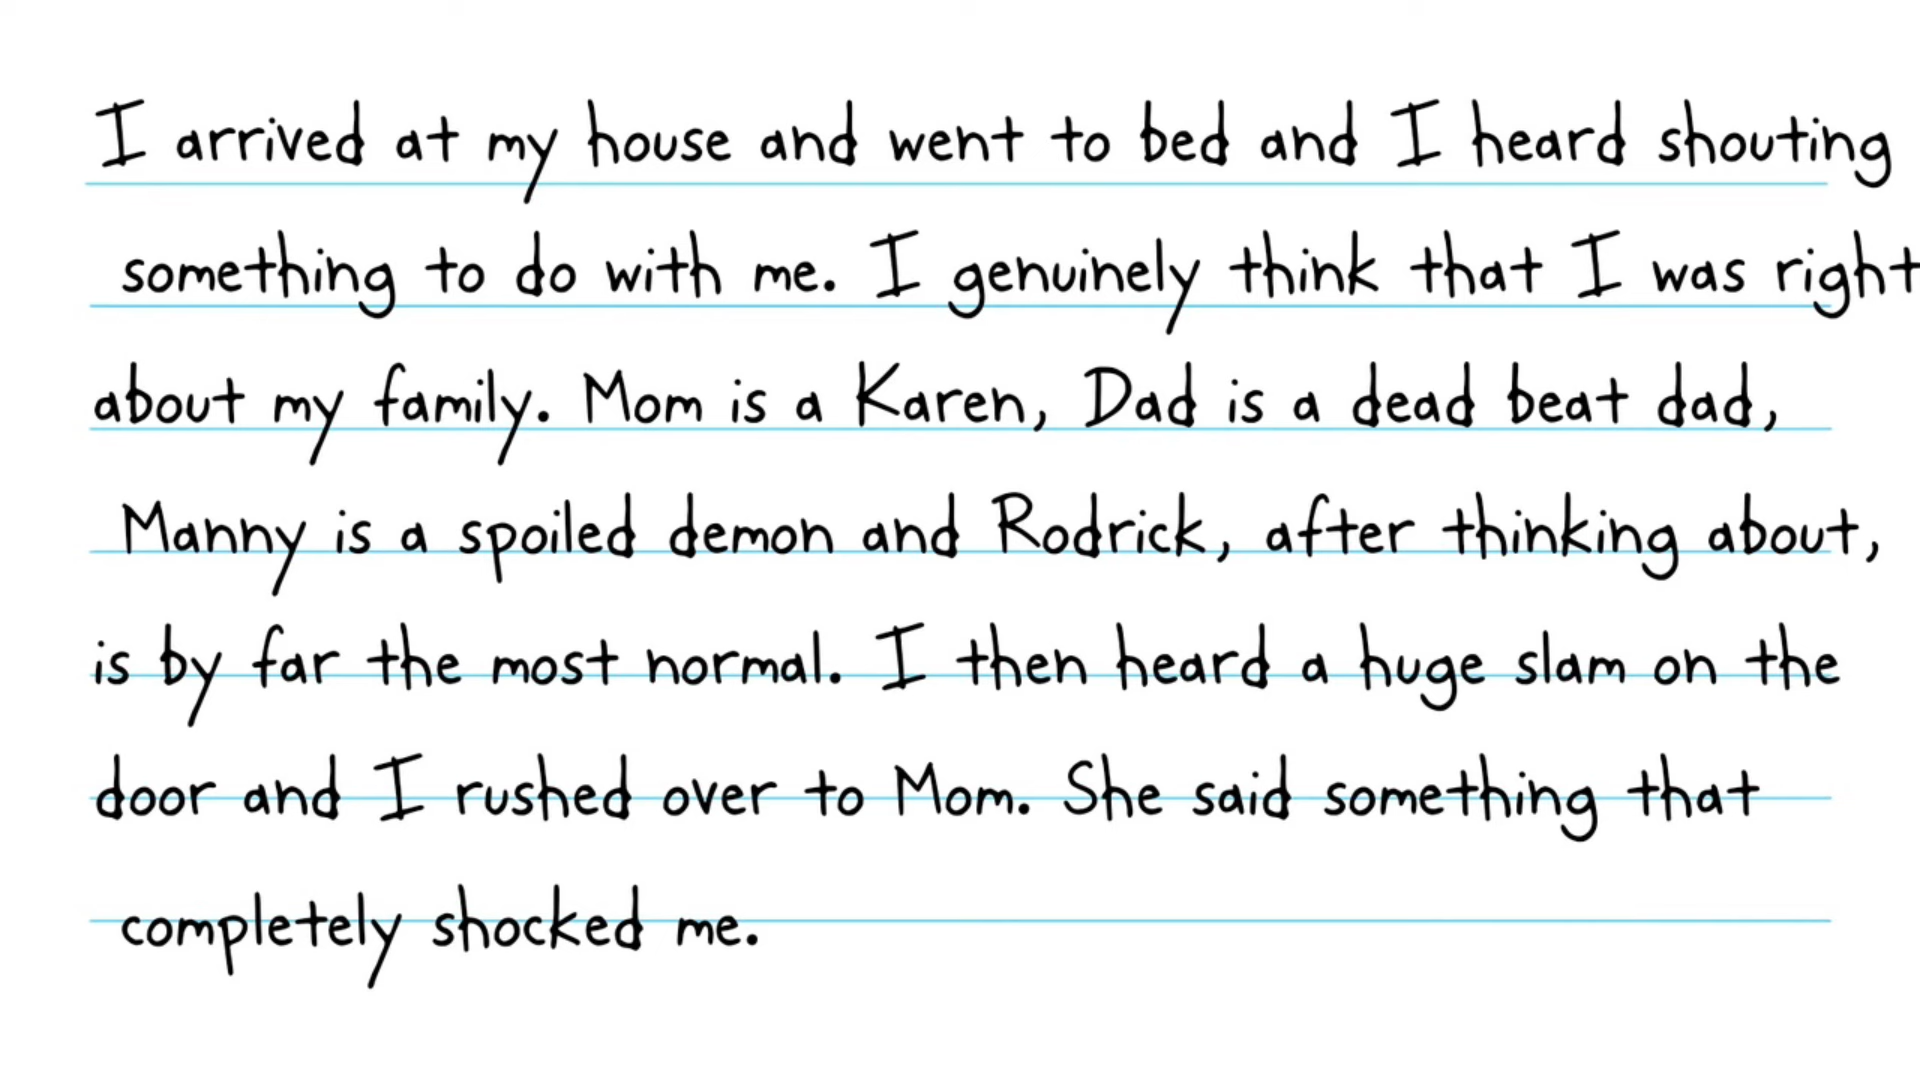 I arrived at my house and went to bed and I heard shouting
something to do with me. I genuinely think that I was right
about my family. Mom is a Karen, Dad is a dead beat dad,
Manny is a spoiled demon and Rodrick, after thinking about,
is by far the most normal. I then heard a huge slam on the
door and I rushed over to Mom. She said something that
completely shocked me.